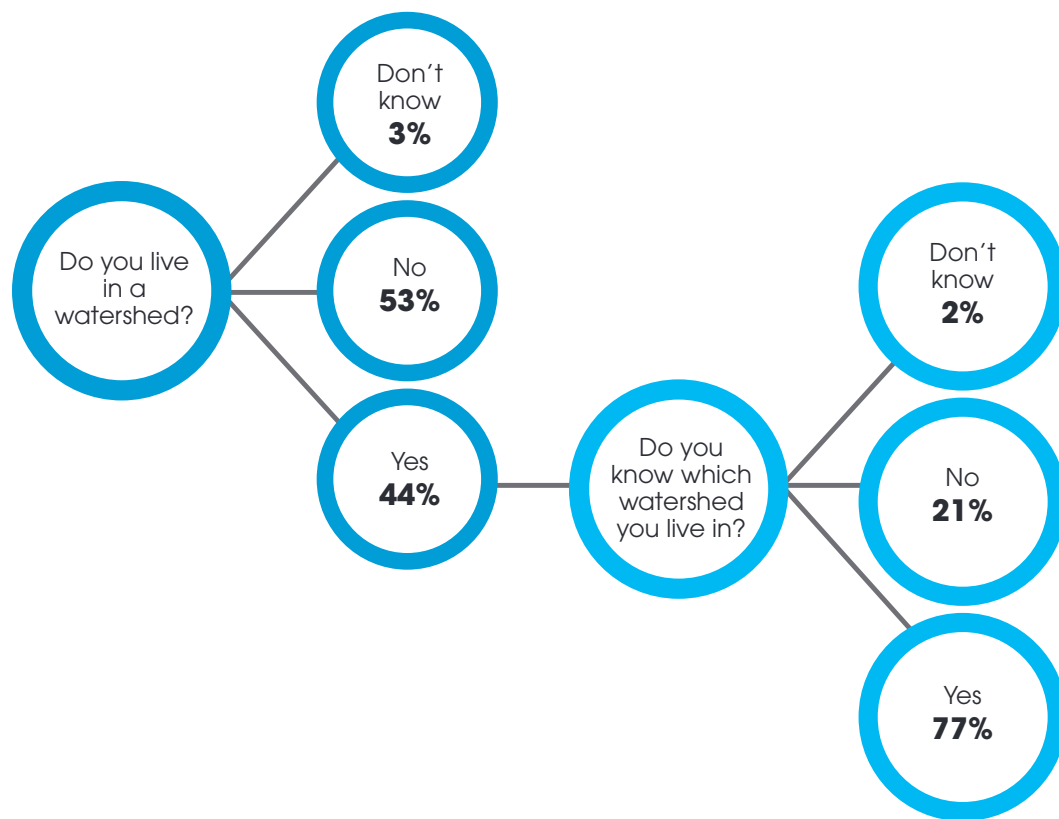 Do you live
in a
watershed?
Don't
know
3%
No
53%
Yes
44%
Do you
know which
watershed
you live in?
Don't
know
2%
No
21%
Yes
77%